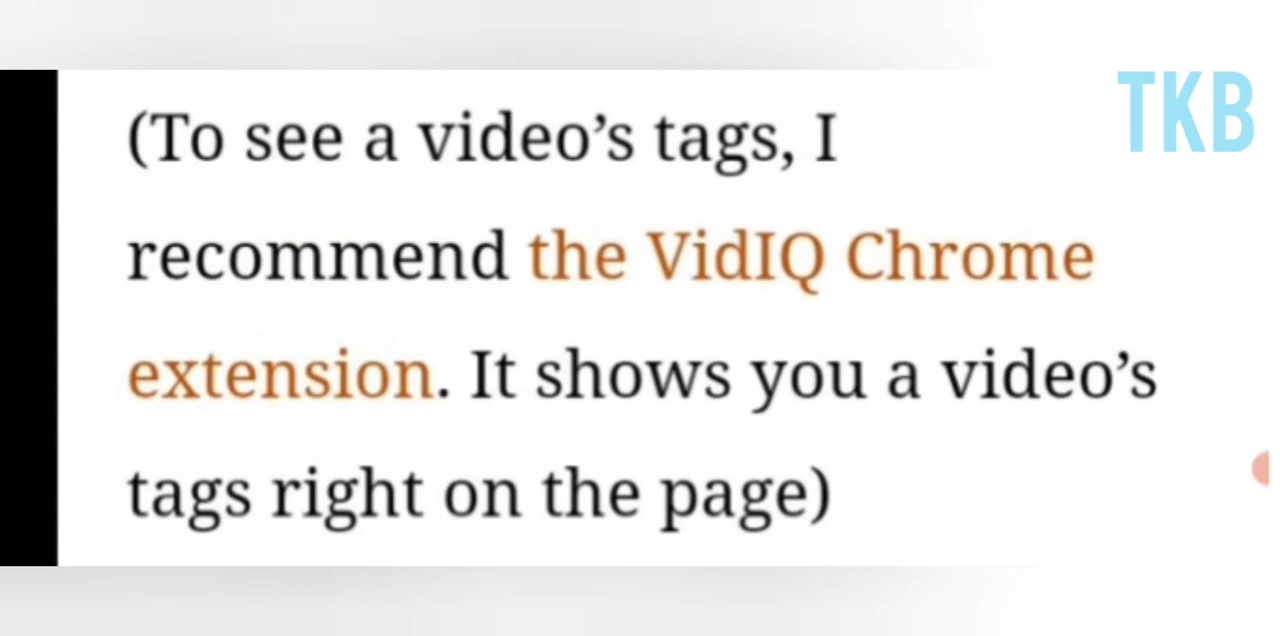 TKB
(To see a video’s tags, I
recommend the VidIQ Chrome
extension. It shows you a video’s
tags right on the page)